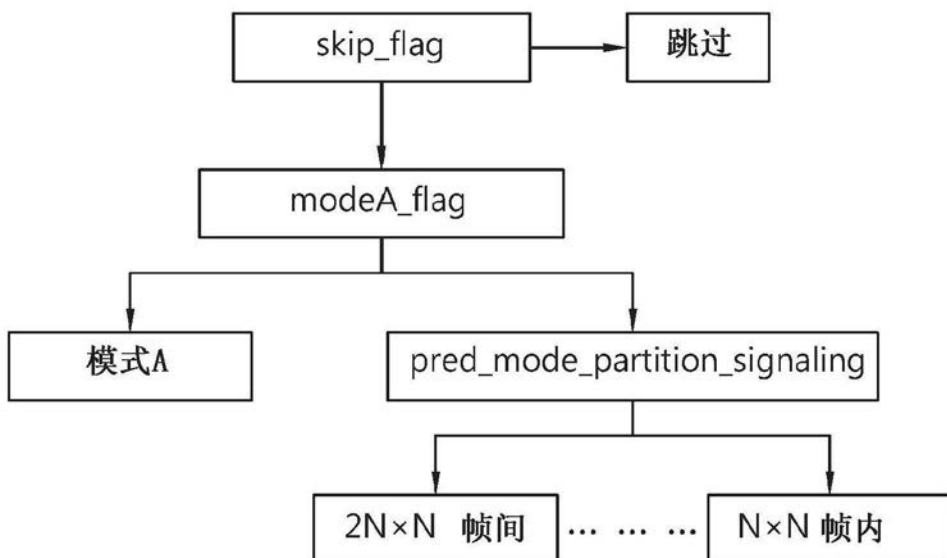 skip_flag
跳过
modeA_flag
模式A
pred_mode_partition_signaling
2N×N 帧间
... ... ...
N×N 帧内